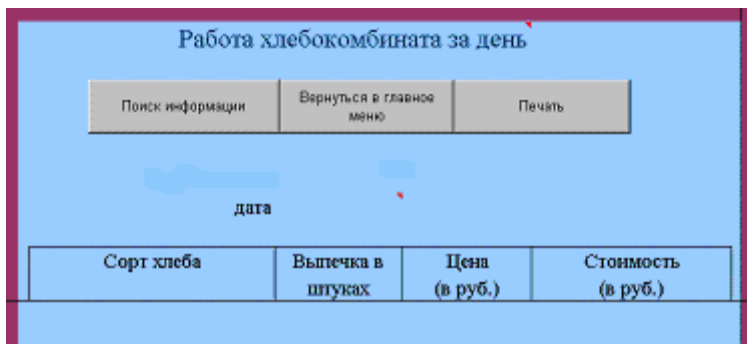 Работа хлебокомбината за день
Поиск информации
Вернуться в главное
меню
Печать
дата
Сорт хлеба
Выпечка в
штуках
Цена
(в руб.)
Стоимость
(в руб.)